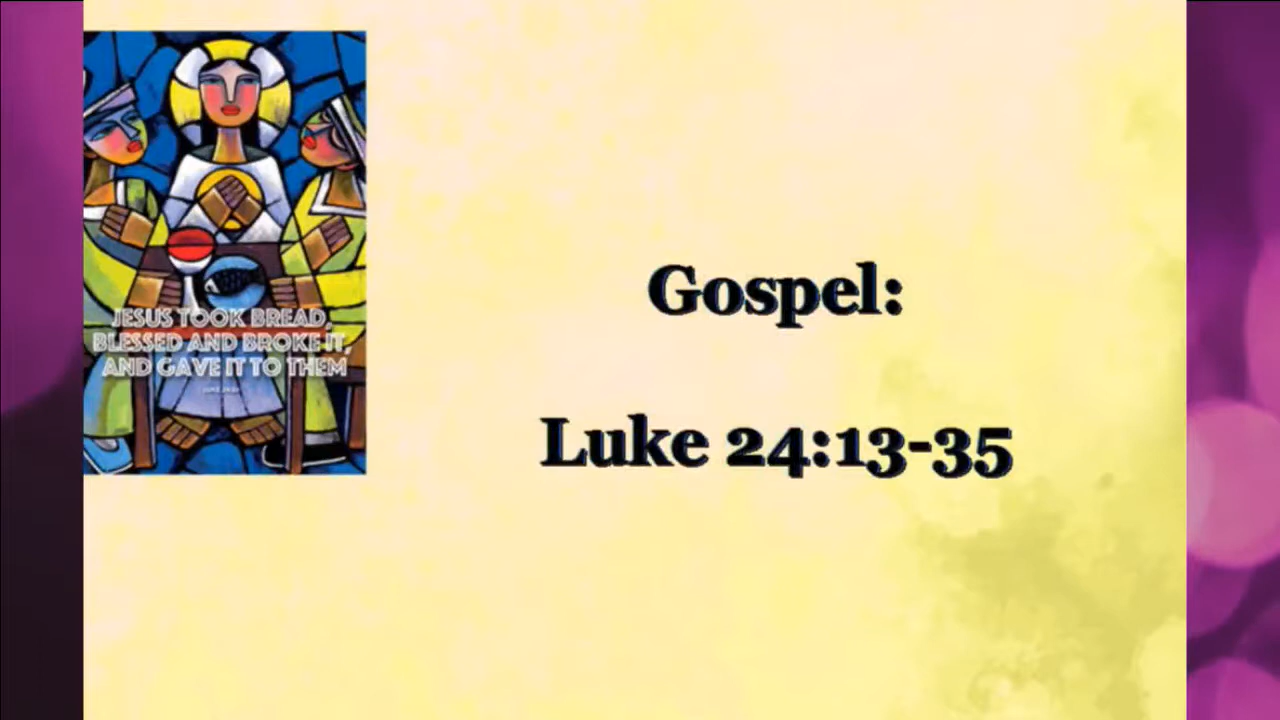 JESUS TOOK BREAD,
BLESSED AND BROKE IT,
AND GAVE IT TO THEM
Gospel:
Luke 24:13-35